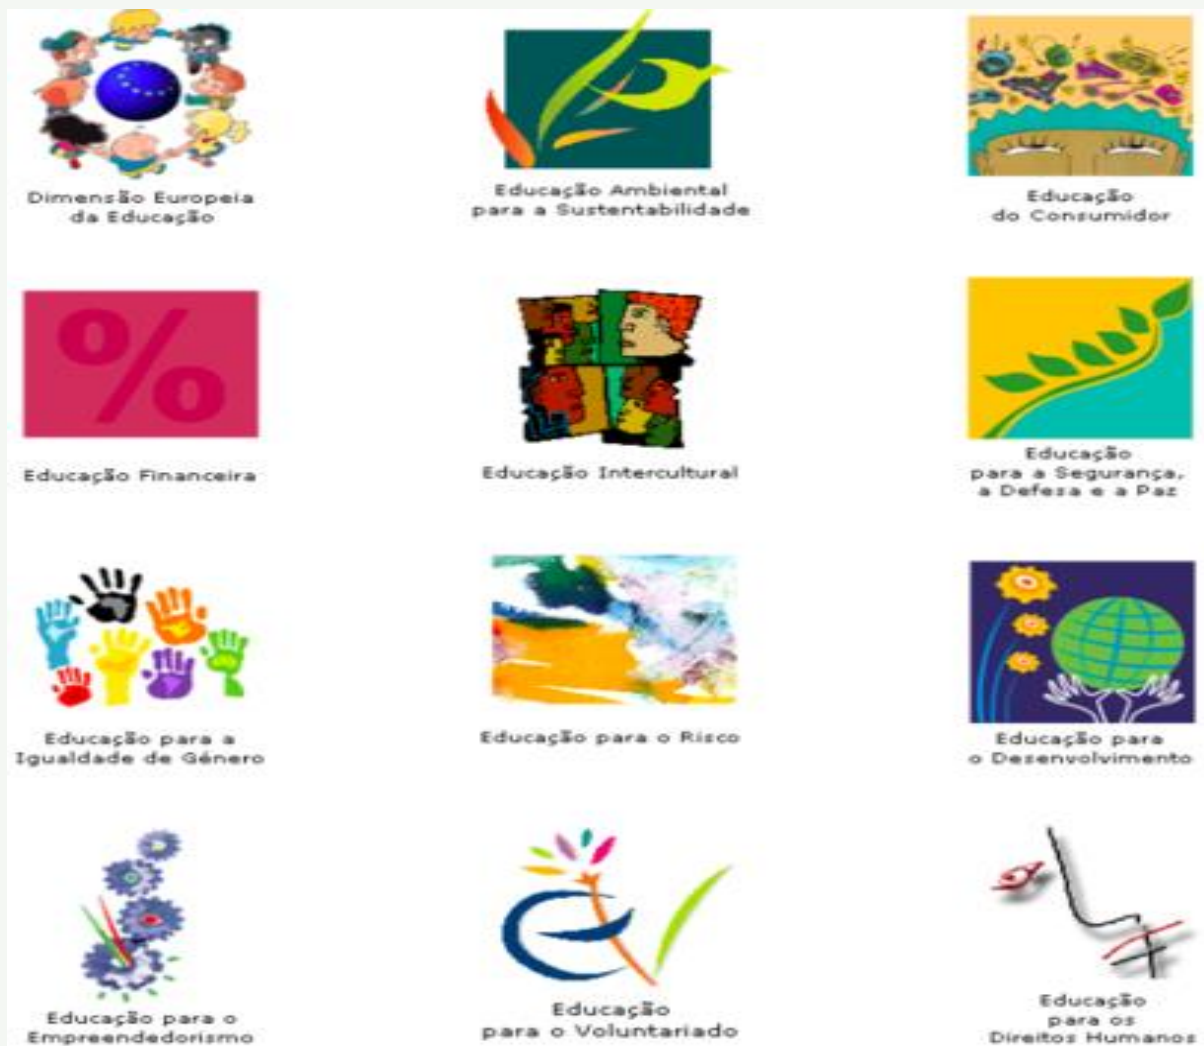 Dimensão Europeia
da Educação
Educação Ambiental
para a Sustentabilidade
Educação
do Consumidor
%
Educação Financeira
Educação Intercultural
Educação
para a Segurança,
a Defesa e a Paz
Educação para a
Igualdade de Género
Educação para o Risco
Educação para
o Desenvolvimento
Educação para o
Empreendedorismo
Educação
para o Voluntariado
Educação
para os
Direitos Humanos